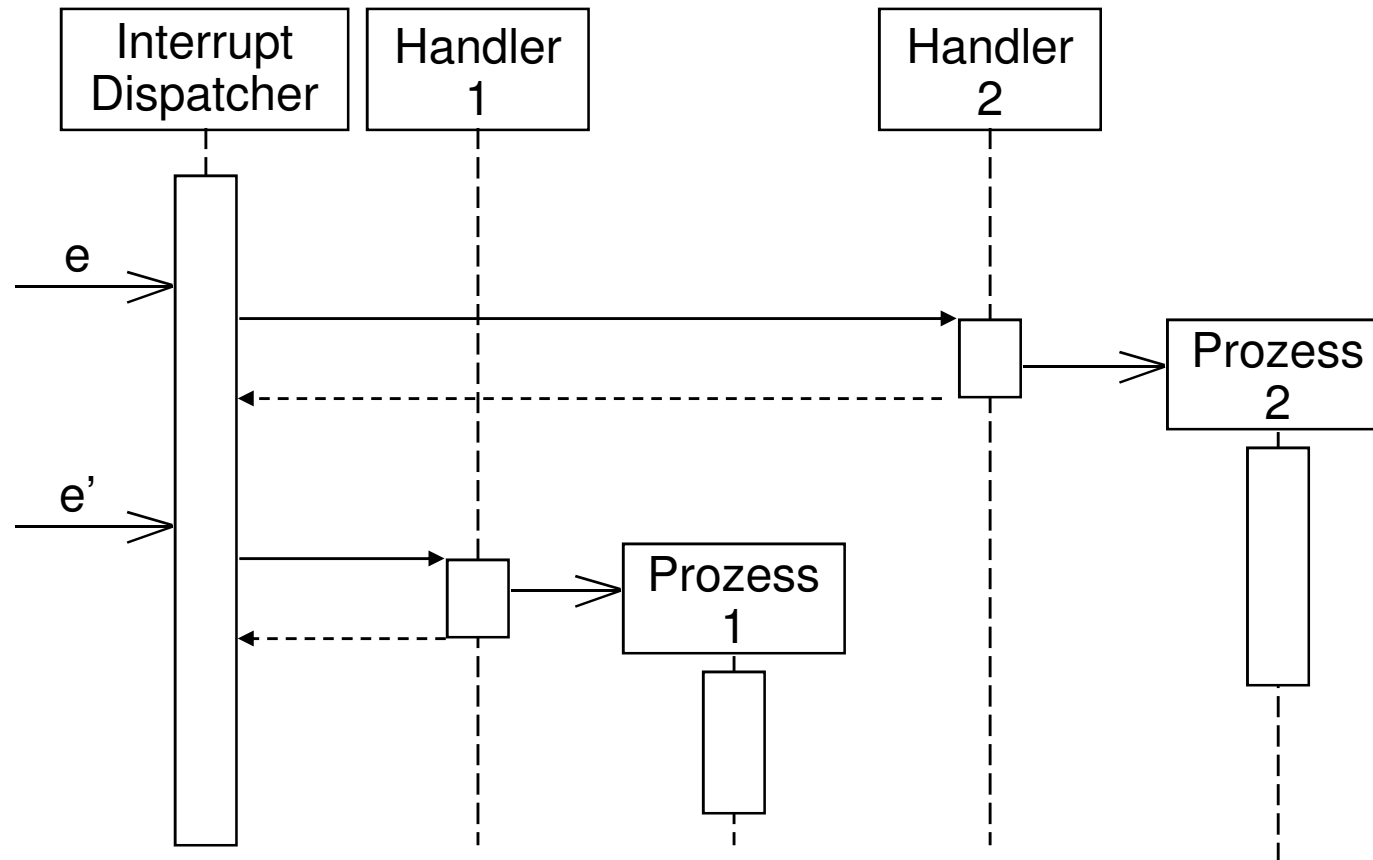 Interrupt
Dispatcher
Handler
1
Handler
2
e
Prozess
2
e’
Prozess
1